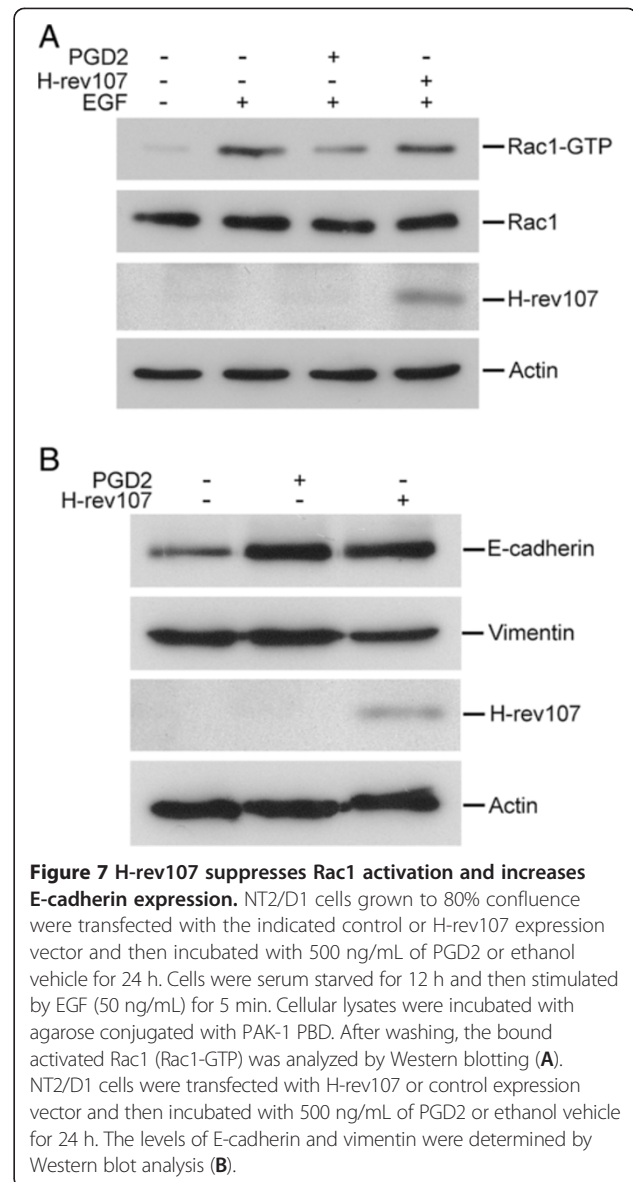 A
PGD2 - - + -
H-rev107 - - - +
EGF - + + +
Rac1-GTP
Rac1
H-rev107
Actin
B
PGD2 - + -
H-rev107 - - +
E-cadherin
Vimentin
H-rev107
Actin
Figure 7 H-rev107 suppresses Rac1 activation and increases
E-cadherin expression. NT2/D1 cells grown to 80% confluence
were transfected with the indicated control or H-rev107 expression
vector and then incubated with 500 ng/mL of PGD2 or ethanol
vehicle for 24 h. Cells were serum starved for 12 h and then stimulated
by EGF (50 ng/mL) for 5 min. Cellular lysates were incubated with
agarose conjugated with PAK-1 PBD. After washing, the bound
activated Rac1 (Rac1-GTP) was analyzed by Western blotting (A).
NT2/D1 cells were transfected with H-rev107 or control expression
vector and then incubated with 500 ng/mL of PGD2 or ethanol vehicle
for 24 h. The levels of E-cadherin and vimentin were determined by
Western blot analysis (B).